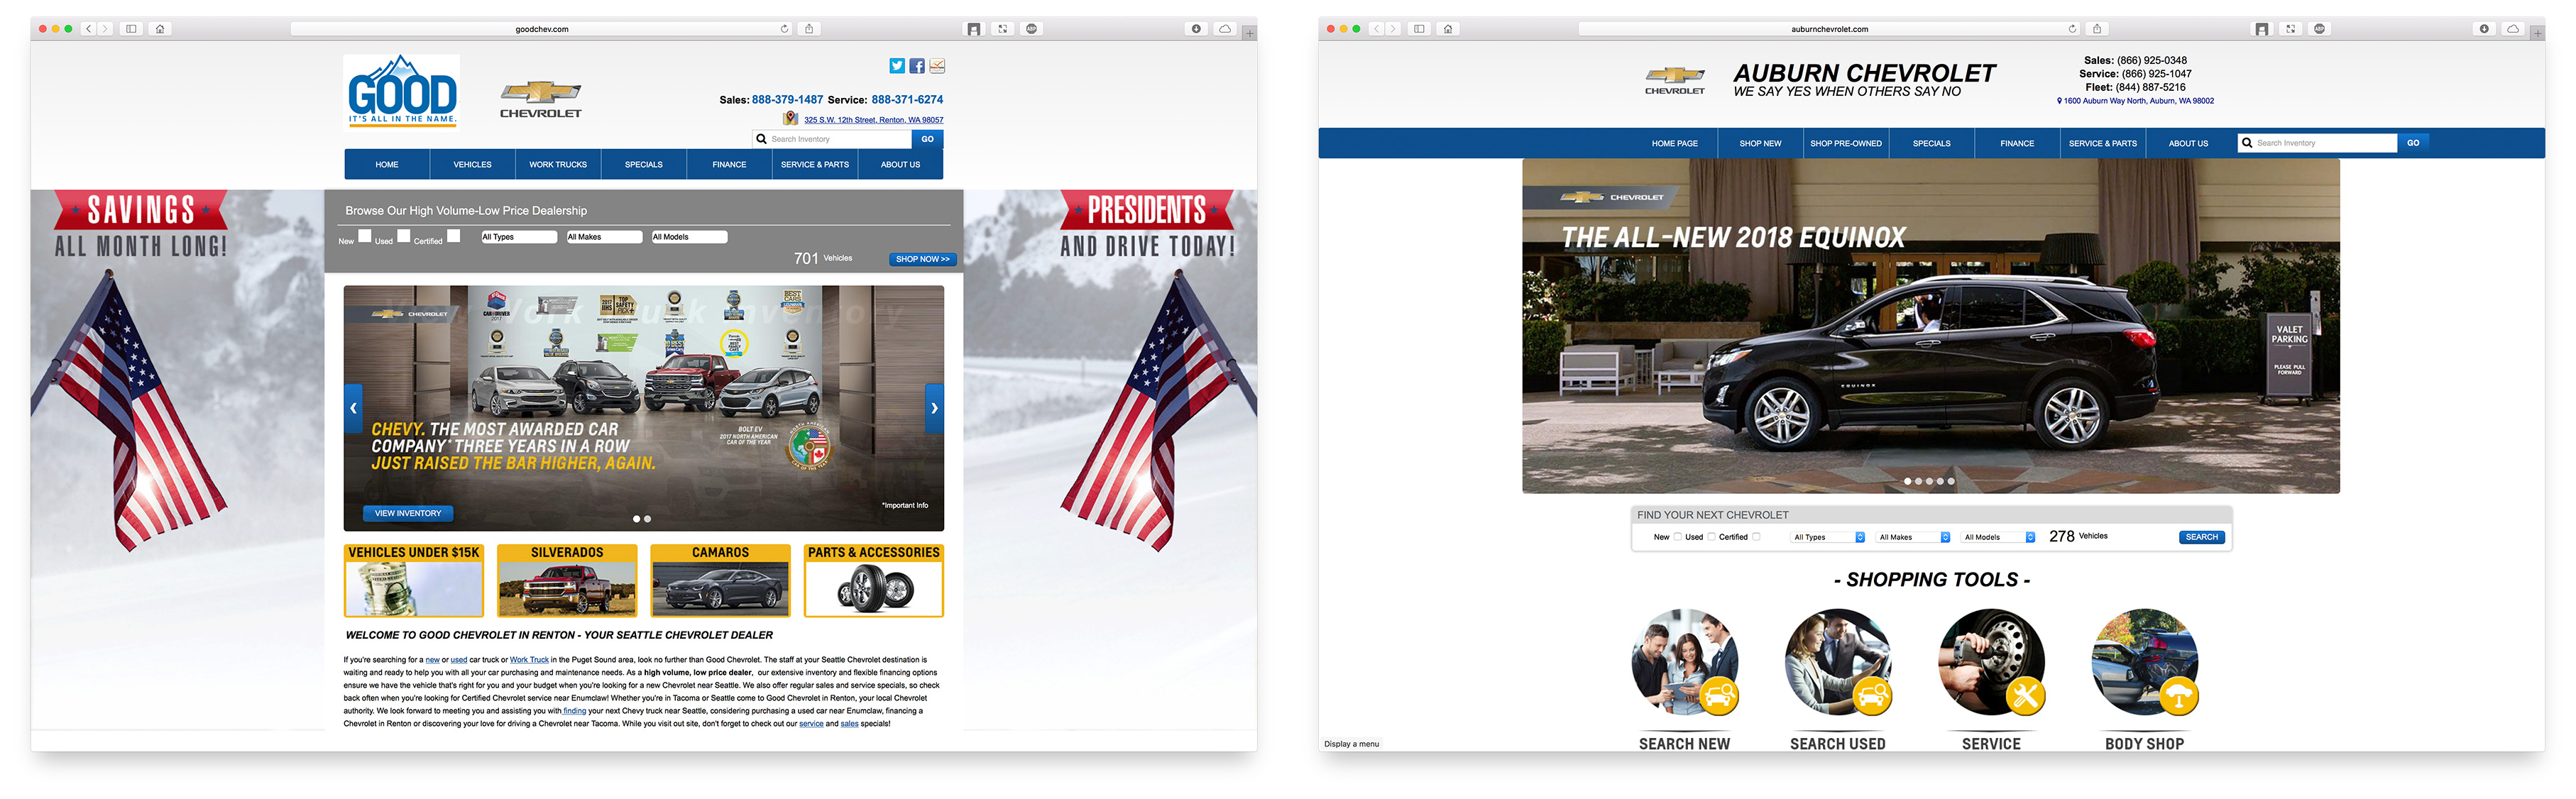 goodchev.com
GOOD
IT'S ALL IN THE NAME.
CHEVROLET
Sales: 888-379-1487 Service: 888-371-6274
325 S.W. 12th Street, Renton, WA 98057
Search Inventory
GO
HOME
VEHICLES
WORK TRUCKS
SPECIALS
FINANCE
SERVICE & PARTS
ABOUT US
SAVINGS
ALL MONTH LONG!
PRESIDENTS
AND DRIVE TODAY!
Browse Our High Volume-Low Price Dealership
New Used Certified All Types All Makes All Models
701 Vehicles
SHOP NOW >>
CHEVROLET
CHEVY. THE MOST AWARDED CAR
COMPANY* THREE YEARS IN A ROW
JUST RAISED THE BAR HIGHER, AGAIN.
BOLT EV
2017 NORTH AMERICAN
CAR OF THE YEAR
*Important Info
VIEW INVENTORY
VEHICLES UNDER $15K
SILVERADOS
CAMAROS
PARTS & ACCESSORIES
WELCOME TO GOOD CHEVROLET IN RENTON - YOUR SEATTLE CHEVROLET DEALER
If you're searching for a new or used car truck or Work Truck in the Puget Sound area, look no further than Good Chevrolet. The staff at your Seattle Chevrolet destination is
waiting and ready to help you with all your car purchasing and maintenance needs. As a high volume, low price dealer, our extensive inventory and flexible financing options
ensure we have the vehicle that's right for you and your budget when you're looking for a new Chevrolet near Seattle. We also offer regular sales and service specials, so check
back often when you're looking for Certified Chevrolet service near Enumclaw! Whether you're in Tacoma or Seattle come to Good Chevrolet in Renton, your local Chevrolet
authority. We look forward to meeting you and assisting you with finding your next Chevy truck near Seattle, considering purchasing a used car near Enumclaw, financing a
Chevrolet in Renton or discovering your love for driving a Chevrolet near Tacoma. While you visit out site, don't forget to check out our service and sales specials!
auburnchevrolet.com
CHEVROLET
AUBURN CHEVROLET
WE SAY YES WHEN OTHERS SAY NO
Sales: (866) 925-0348
Service: (866) 925-1047
Fleet: (844) 887-5216
1600 Auburn Way North, Auburn, WA 98002
HOME PAGE
SHOP NEW
SHOP PRE-OWNED
SPECIALS
FINANCE
SERVICE & PARTS
ABOUT US
Search Inventory
GO
CHEVROLET
THE ALL-NEW 2018 EQUINOX
EQUINOX
VALET
PARKING
PLEASE PULL
FORWARD
FIND YOUR NEXT CHEVROLET
New Used Certified All Types All Makes All Models 278 Vehicles SEARCH
- SHOPPING TOOLS -
SEARCH NEW
SEARCH USED
SERVICE
BODY SHOP
Display a menu